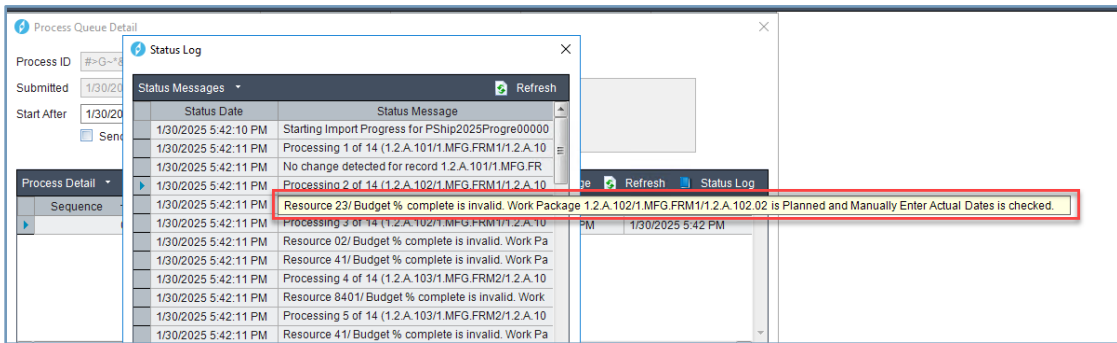 Process Queue Detail
Process ID #>G~*&
Submitted 1/30/20
Start After 1/30/20
Send
Process Detail
Sequence
Status Log
Status Messages Refresh
Status Date Status Message
1/30/2025 5:42:10 PM Starting Import Progress for PShip2025Progre00000
1/30/2025 5:42:11 PM Processing 1 of 14 (1.2.A.101/1.MFG.FRM1/1.2.A.10
1/30/2025 5:42:11 PM No change detected for record 1.2.A.101/1.MFG.FR
1/30/2025 5:42:11 PM Processing 2 of 14 (1.2.A.102/1.MFG.FRM1/1.2.A.10
1/30/2025 5:42:11 PM Resource 23/ Budget % complete is invalid. Work Package 1.2.A.102/1.MFG.FRM1/1.2.A.102.02 is Planned and Manually Enter Actual Dates is checked.
1/30/2025 5:42:11 PM Processing 3 of 14 (1.2.A.102/1.MFG.FRM1/1.2.A.10
1/30/2025 5:42:11 PM Resource 02/ Budget % complete is invalid. Work Pa
1/30/2025 5:42:11 PM Resource 41/ Budget % complete is invalid. Work Pa
1/30/2025 5:42:11 PM Processing 4 of 14 (1.2.A.103/1.MFG.FRM2/1.2.A.10
1/30/2025 5:42:11 PM Resource 8401/ Budget % complete is invalid. Work
1/30/2025 5:42:11 PM Processing 5 of 14 (1.2.A.103/1.MFG.FRM2/1.2.A.10
1/30/2025 5:42:11 PM Resource 41/ Budget % complete is invalid. Work Pa
ge Refresh Status Log
PM 1/30/2025 5:42 PM